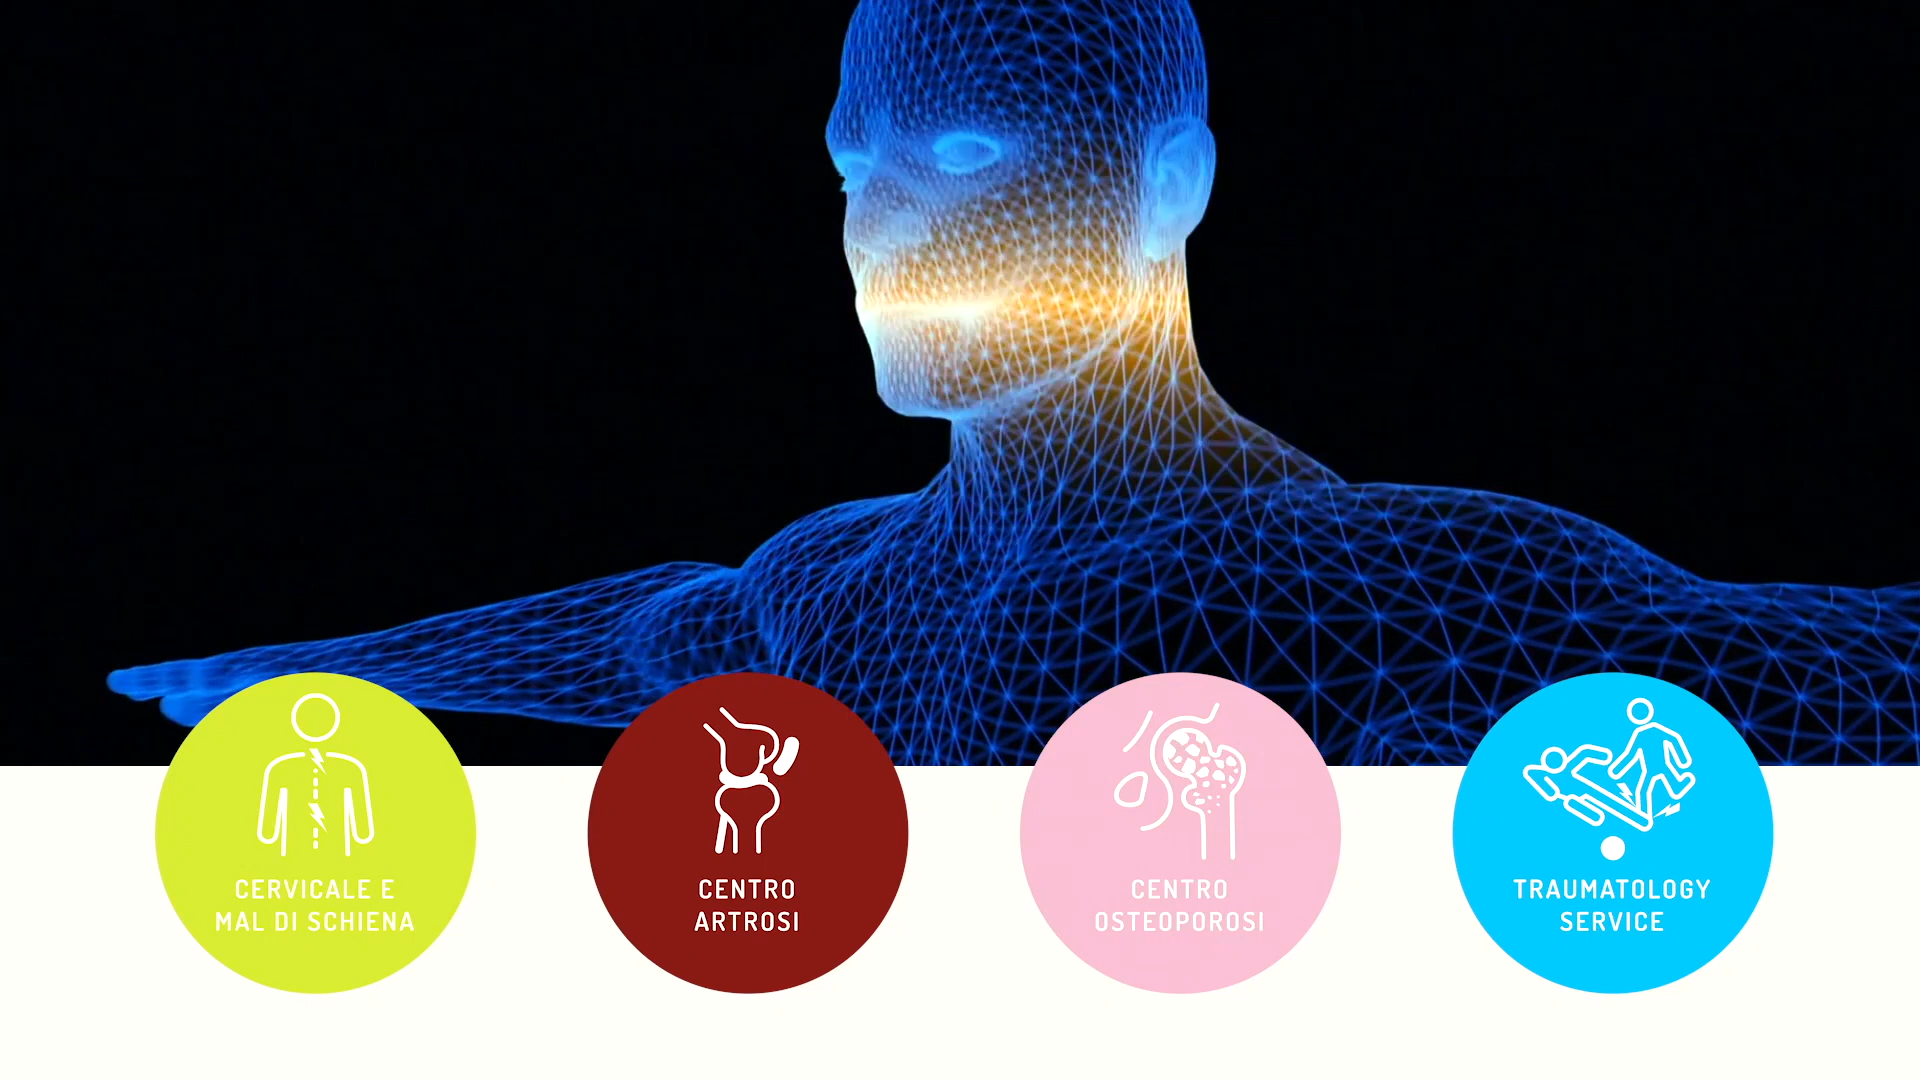 CERVICALE E
MAL DI SCHIENA
CENTRO
ARTROSI
CENTRO
OSTEOPOROSI
TRAUMATOLOGY
SERVICE